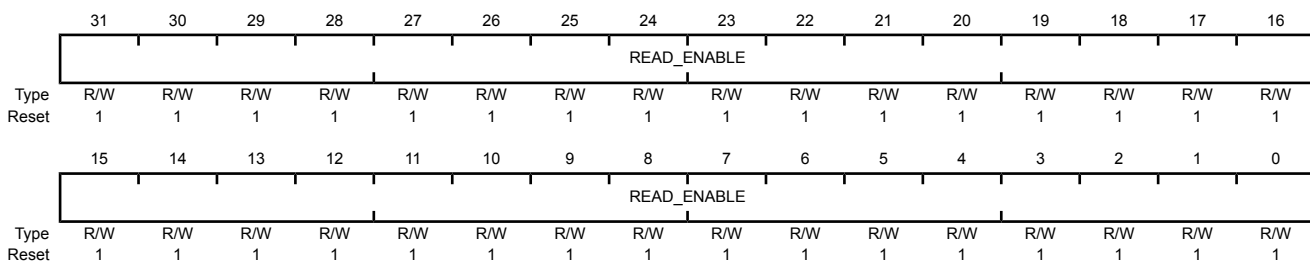 31 30 29 28 27 26 25 24 23 22 21 20 19 18 17 16
READ_ENABLE
Type R/W R/W R/W R/W R/W R/W R/W R/W R/W R/W R/W R/W R/W R/W R/W R/W
Reset 1 1 1 1 1 1 1 1 1 1 1 1 1 1 1 1
15 14 13 12 11 10 9 8 7 6 5 4 3 2 1 0
READ_ENABLE
Type R/W R/W R/W R/W R/W R/W R/W R/W R/W R/W R/W R/W R/W R/W R/W R/W
Reset 1 1 1 1 1 1 1 1 1 1 1 1 1 1 1 1